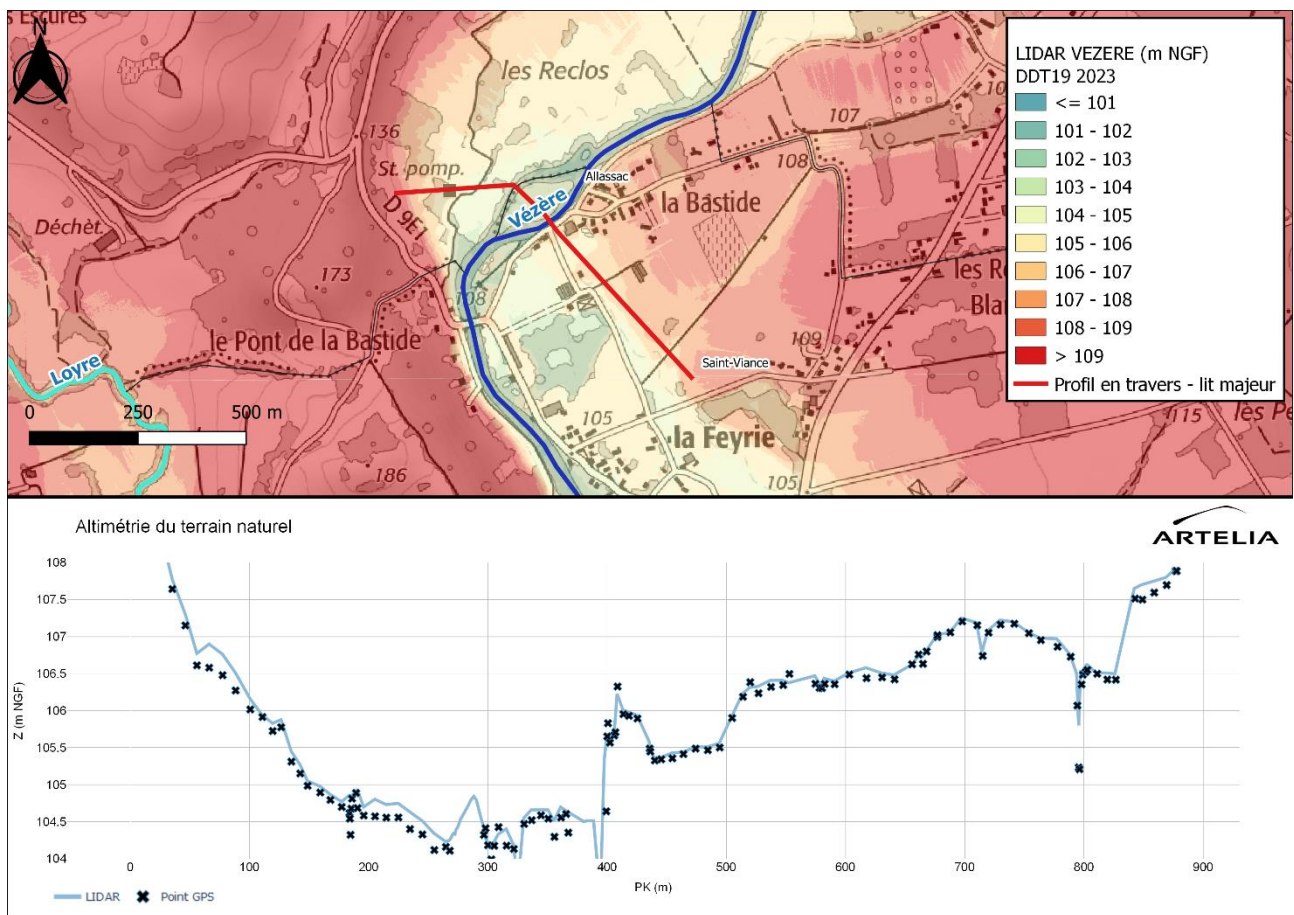 s Escures
N
les Reclos
136
St. pomp.
D 9E1
Allassac
Vézère
la Bastide
107
108
10
Déchèt.
173
108
le Pont de la Bastide
Loyre
0 250 500 m
186
Saint-Viance
109
les R
Bla
105
la Feyrie
105
115
les Pe
LIDAR VEZERE (m NGF)
DDT19 2023
<= 101
101 - 102
102 - 103
103 - 104
104 - 105
105 - 106
106 - 107
107 - 108
108 - 109
> 109
Profil en travers - lit majeur
Altimétrie du terrain naturel
ARTELIA
108
107.5
107
106.5
106
105.5
105
104.5
104
Z (m NGF)
0 100 200 300 400 500 600 700 800 900
PK (m)
LIDAR Point GPS